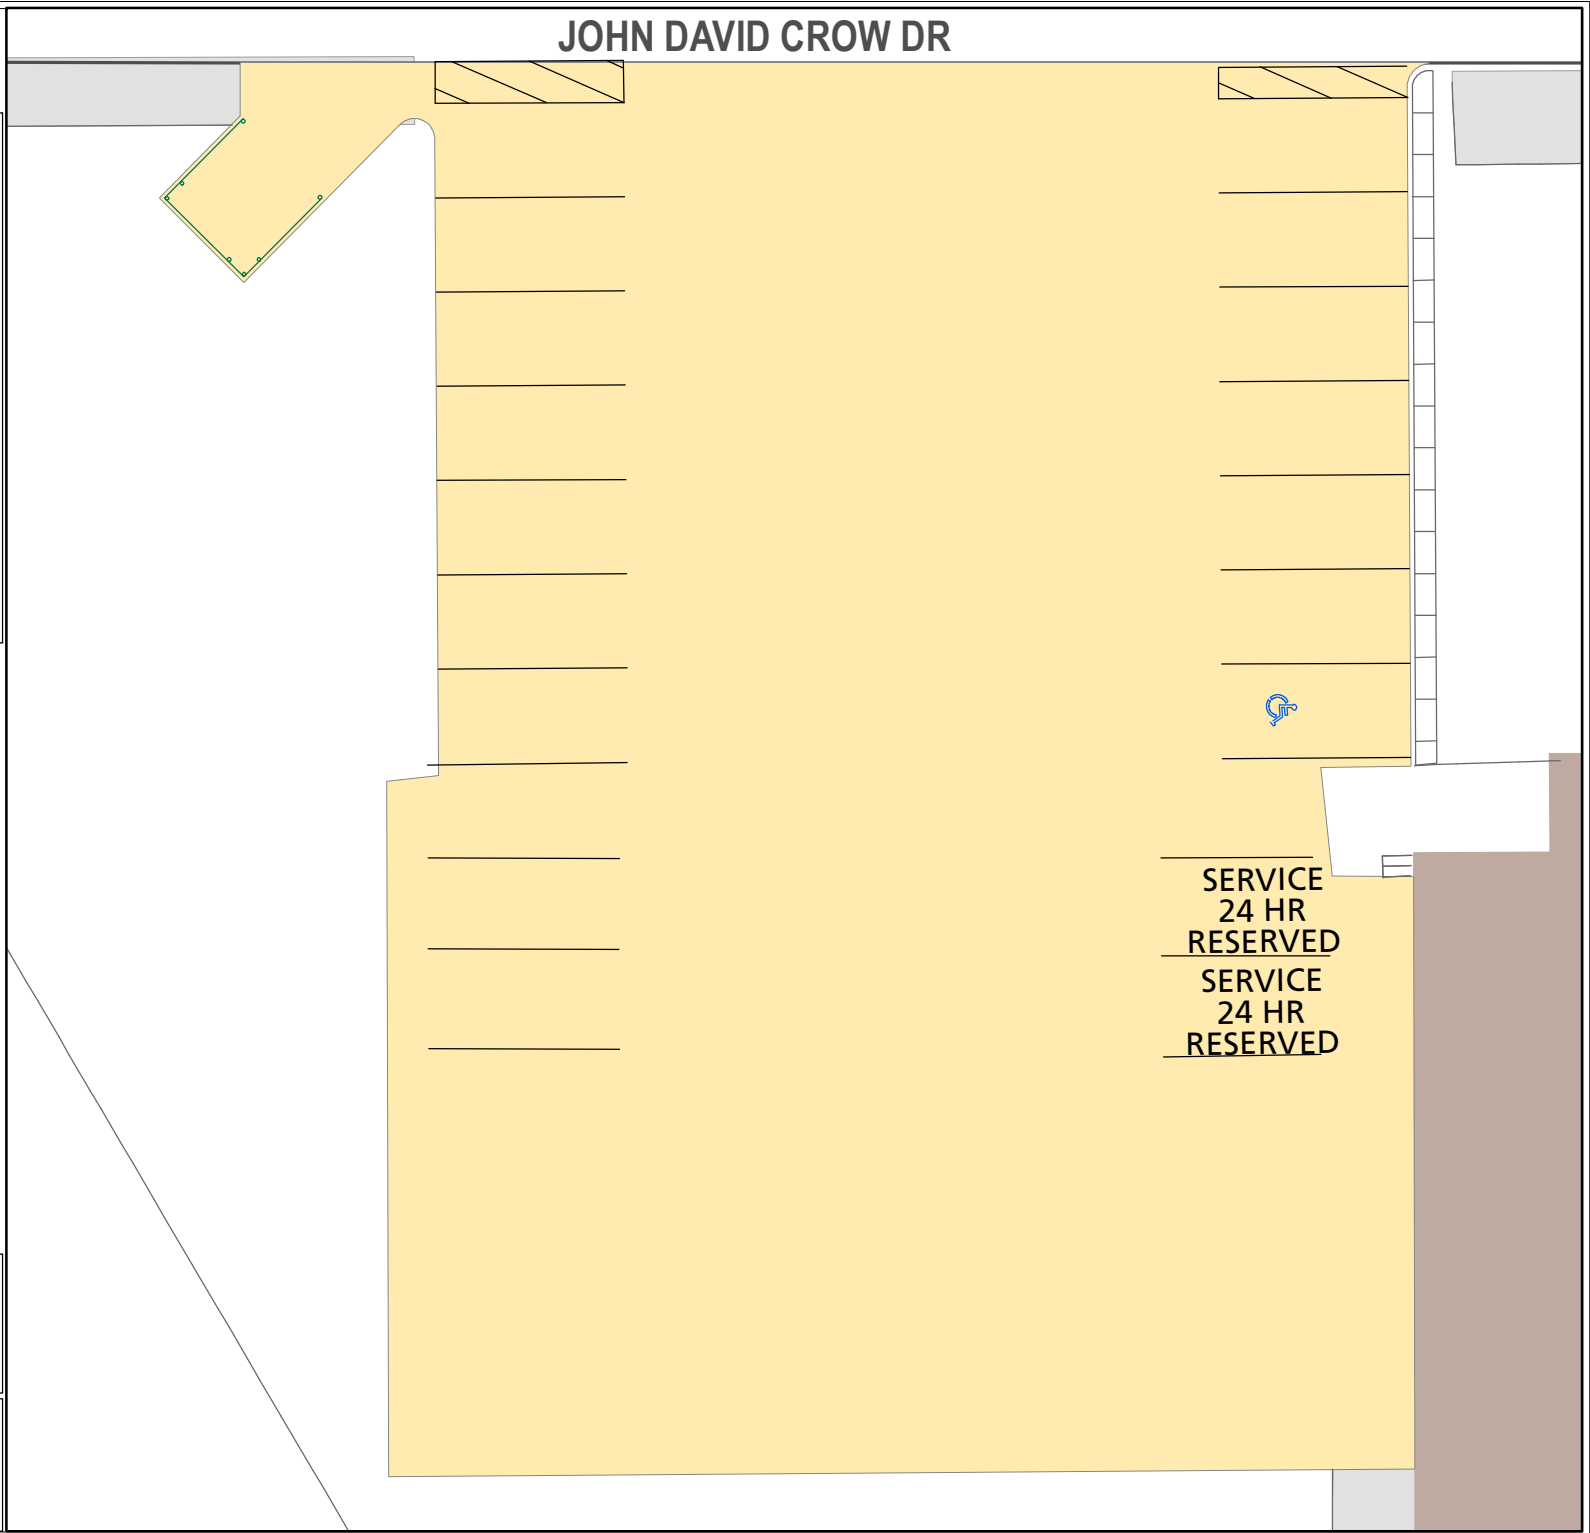 JOHN DAVID CROW DR
SERVICE
24 HR
RESERVED
SERVICE
24 HR
RESERVED